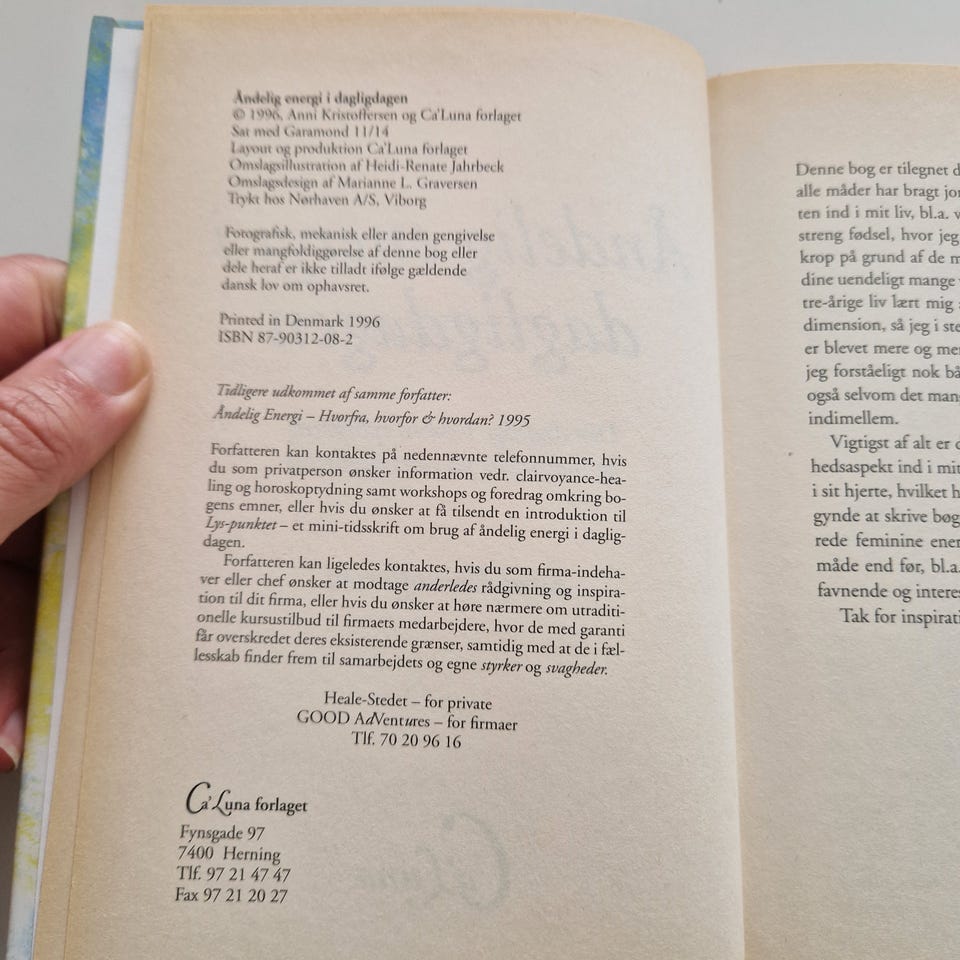 Åndelig energi i dagligdagen
© 1996, Anni Kristoffersen og Ca'Luna forlaget
Sat med Garamond 11/14
Layout og produktion Ca'Luna forlaget
Omslagsillustration af Heidi-Renate Jahrbeck
Omslagsdesign af Marianne L. Graversen
Trykt hos Nørhaven A/S, Viborg
Fotografisk, mekanisk eller anden gengivelse
eller mangfoldiggørelse af denne bog eller
dele heraf er ikke tilladt ifølge gældende
dansk lov om ophavsret.
Printed in Denmark 1996
ISBN 87-90312-08-2
Tidligere udkommet af samme forfatter:
Åndelig Energi – Hvorfra, hvorfor & hvordan? 1995
Forfatteren kan kontaktes på nedennævnte telefonnummer, hvis
du som privatperson ønsker information vedr. clairvoyance-hea-
ling og horoskoptydning samt workshops og foredrag omkring bo-
gens emner, eller hvis du ønsker at få tilsendt en introduktion til
Lys-punktet – et mini-tidsskrift om brug af åndelig energi i daglig-
dagen.
Forfatteren kan ligeledes kontaktes, hvis du som firma-indeha-
ver eller chef ønsker at modtage anderledes rådgivning og inspira-
tion til dit firma, eller hvis du ønsker at høre nærmere om utraditi-
onelle kursustilbud til firmaets medarbejdere, hvor de med garanti
får overskredet deres eksisterende grænser, samtidig med at de i fæl-
lesskab finder frem til samarbejdets og egne styrker og svagheder.
Heale-Stedet – for private
GOOD AdVentures – for firmaer
Tlf. 70 20 96 16
Ca'Luna forlaget
Fynsgade 97
7400 Herning
Tlf. 97 21 47 47
Fax 97 21 20 27
Denne bog er tilegnet d
alle måder har bragt jor
ten ind i mit liv, bl.a. v
streng fødsel, hvor jeg
krop på grund af de m
dine uendeligt mange
tre-årige liv lært mig
dimension, så jeg i ste
er blevet mere og me
jeg forståeligt nok bå
også selvom det man
indimellem.
Vigtigst af alt er
hedsaspekt ind i mit
i sit hjerte, hvilket h
gynde at skrive bøg
rede feminine ener
måde end før, bl.a.
favnende og interes
Tak for inspirati